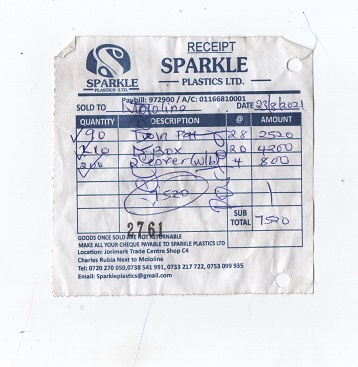 RECEIPT
SPARKLE
PLASTICS LTD.
SPARKLE
PLASTICS LTD.
Paybill: 972900 / A/C: 01166810001
SOLD TO Mololine DATE 23/8/2021
QUANTITY DESCRIPTION @ AMOUNT
90 28 2520
210 Box 20 4200
200 Cover (w/b) 4 800
7520
SUB TOTAL 7520
2761
GOODS ONCE SOLD ARE NOT RETURNABLE
MAKE ALL YOUR CHEQUE PAYABLE TO SPARKLE PLASTICS LTD
Location: Jorimark Trade Centre Shop C4
Charles Rubia Next to Mololine
Tel: 0720 270 050,0738 541 991, 0733 217 722, 0753 099 935
Email: Sparkleplastics@gmail.com